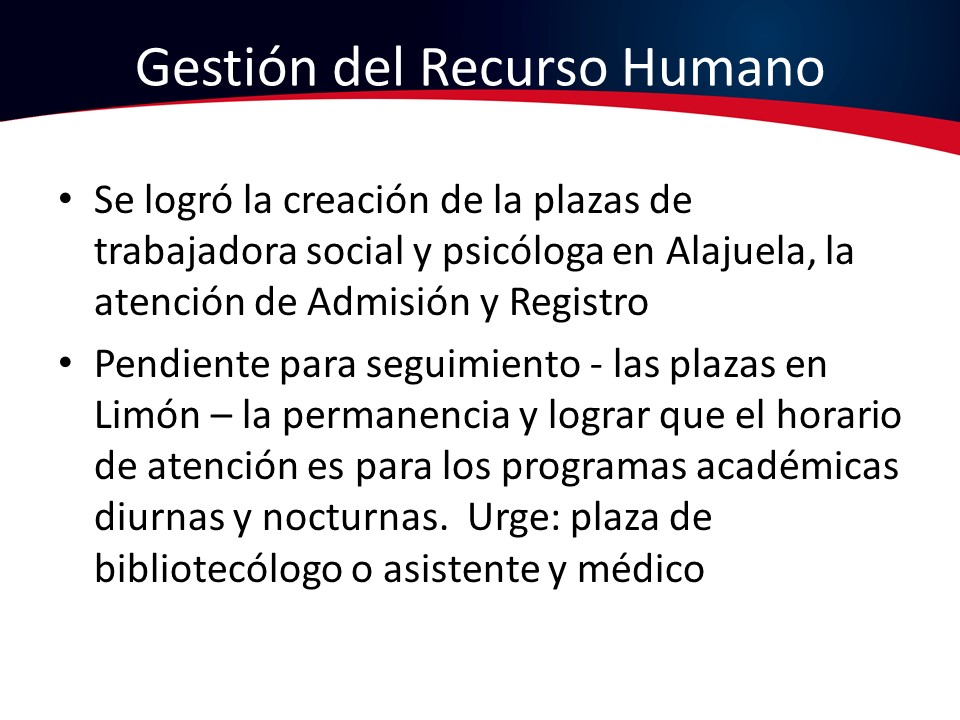 Gestión del Recurso Humano
• Se logró la creación de la plazas de
trabajadora social y psicóloga en Alajuela, la
atención de Admisión y Registro
• Pendiente para seguimiento - las plazas en
Limón – la permanencia y lograr que el horario
de atención es para los programas académicas
diurnas y nocturnas.  Urge: plaza de
bibliotecólogo o asistente y médico